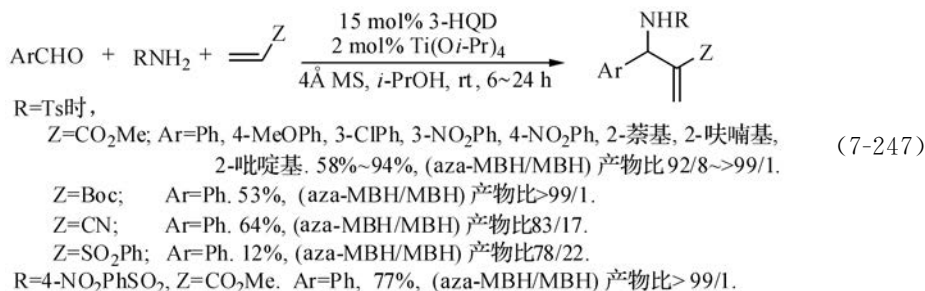 15 mol% 3-HQD
2 mol% Ti(Oi-Pr)4
ArCHO + RNH2 + Z
4Å MS, i-PrOH, rt, 6~24 h
NHR
Ar Z
R=Ts时,
Z=CO2Me; Ar=Ph, 4-MeOPh, 3-ClPh, 3-NO2Ph, 4-NO2Ph, 2-萘基, 2-呋喃基,
2-吡啶基. 58%~94%, (aza-MBH/MBH) 产物比92/8~>99/1.
(7-247)
Z=Boc; Ar=Ph. 53%, (aza-MBH/MBH) 产物比>99/1.
Z=CN; Ar=Ph. 64%, (aza-MBH/MBH) 产物比83/17.
Z=SO2Ph; Ar=Ph. 12%, (aza-MBH/MBH) 产物比78/22.
R=4-NO2PhSO2, Z=CO2Me. Ar=Ph, 77%, (aza-MBH/MBH) 产物比> 99/1.